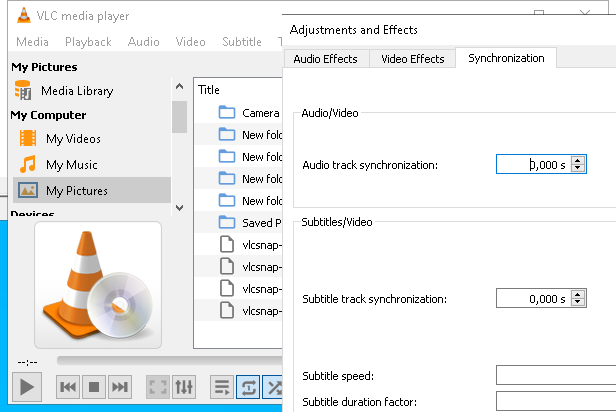 VLC media player
Adjustments and Effects
Media Playback Audio Video Subtitle
Audio Effects Video Effects Synchronization
My Pictures
Media Library
My Computer
My Videos
My Music
My Pictures
Devices
Title
Camera
New fold
New fold
New fold
New fold
Saved P
vlcsnap-
vlcsnap-
vlcsnap-
vlcsnap-
--:--
Audio/Video
Audio track synchronization: 0,000 s
Subtitles/Video
Subtitle track synchronization: 0,000 s
Subtitle speed:
Subtitle duration factor: